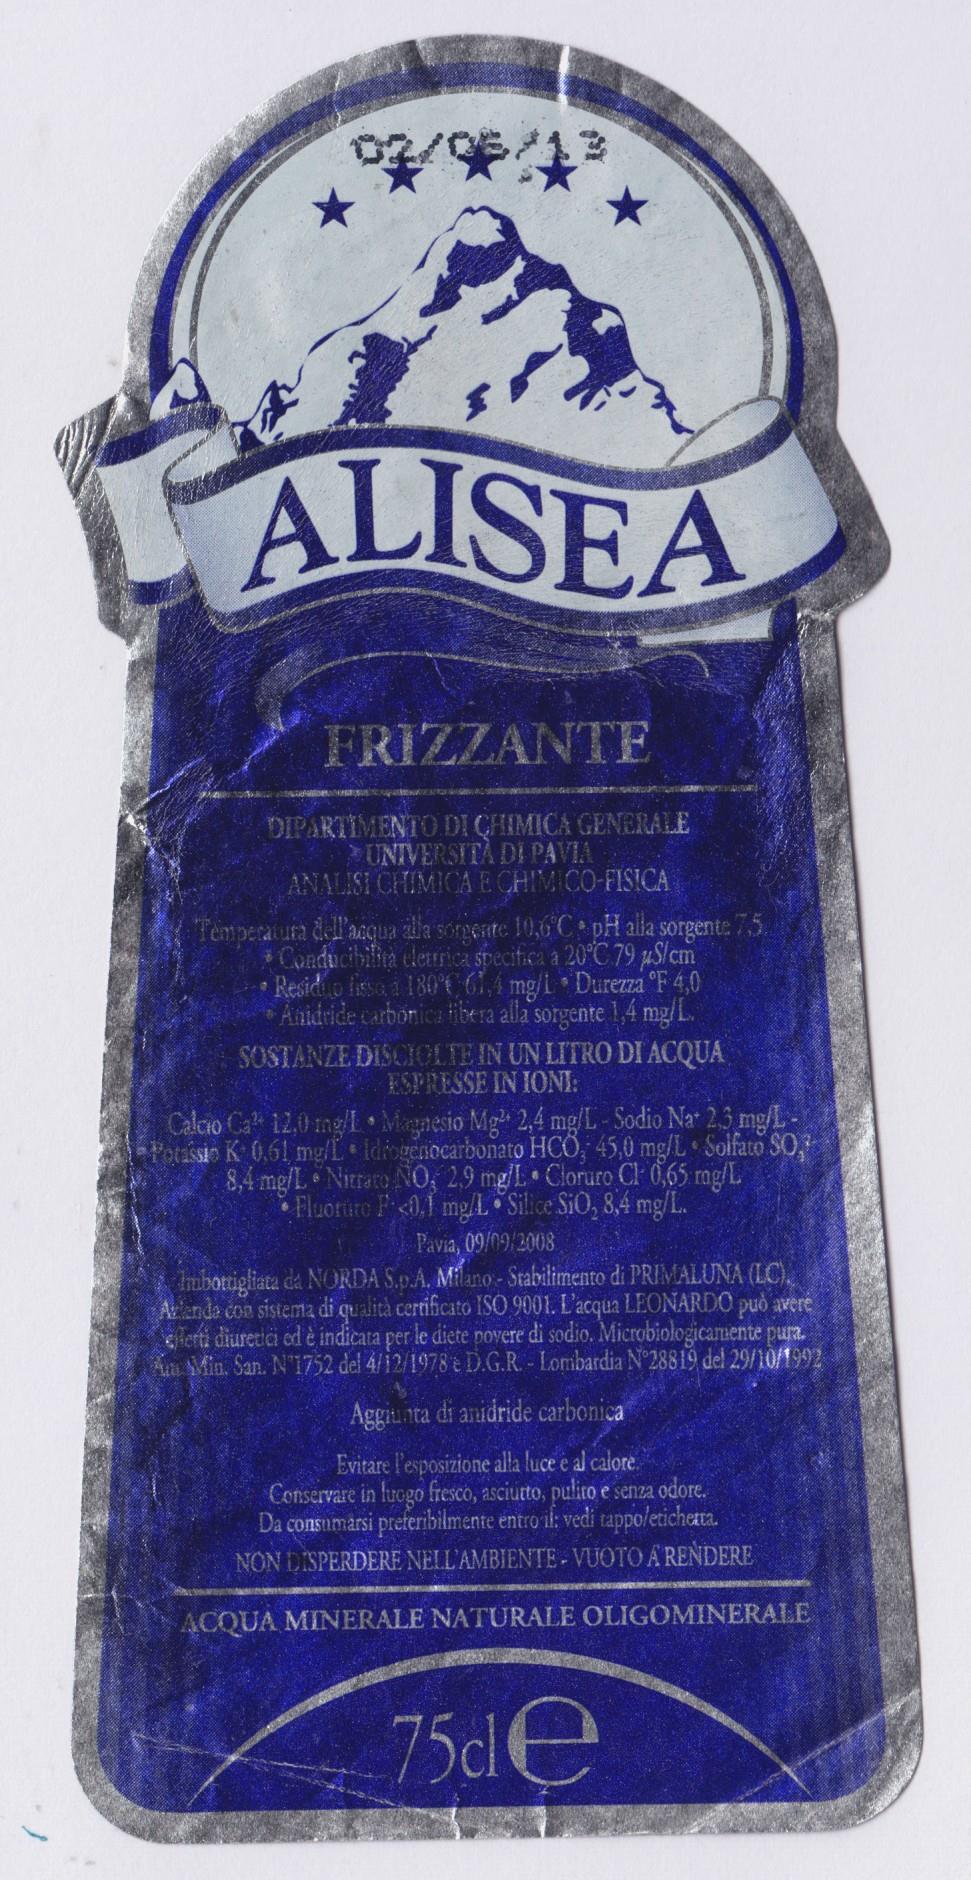 02/06/13
ALISEA
FRIZZANTE
DIPARTIMENTO DI CHIMICA GENERALE
UNIVERSITÀ DI PAVIA
ANALISI CHIMICA E CHIMICO-FISICA
Temperatura dell'acqua alla sorgente 10,6°C • pH alla sorgente 7,5
• Conducibilità elettrica specifica a 20°C 79 µS/cm
• Residuo fisso a 180°C 61,4 mg/L • Durezza °F 4,0
• Anidride carbonica libera alla sorgente 1,4 mg/L.
SOSTANZE DISCIOLTE IN UN LITRO DI ACQUA
ESPRESSE IN IONI:
Calcio Ca²⁺ 12,0 mg/L • Magnesio Mg²⁺ 2,4 mg/L - Sodio Na⁺ 2,3 mg/L -
Potassio K⁺ 0,61 mg/L • Idrogenocarbonato HCO₃⁻ 45,0 mg/L • Solfato SO₃²⁻
8,4 mg/L • Nitrato NO₃⁻ 2,9 mg/L • Cloruro Cl⁻ 0,65 mg/L
• Fluoruro F⁻ <0,1 mg/L • Silice SiO₂ 8,4 mg/L.
Pavia, 09/09/2008
Imbottigliata da NORDA S.p.A. Milano - Stabilimento di PRIMALUNA (LC).
Azienda con sistema di qualità certificato ISO 9001. L'acqua LEONARDO può avere
effetti diuretici ed è indicata per le diete povere di sodio. Microbiologicamente pura.
Aut. Min. San. N°1752 del 4/12/1978 e D.G.R. - Lombardia N°28819 del 29/10/1992
Aggiunta di anidride carbonica
Evitare l'esposizione alla luce e al calore.
Conservare in luogo fresco, asciutto, pulito e senza odore.
Da consumarsi preferibilmente entro il: vedi tappo/etichetta.
NON DISPERDERE NELL'AMBIENTE - VUOTO A RENDERE
ACQUA MINERALE NATURALE OLIGOMINERALE
75cl e